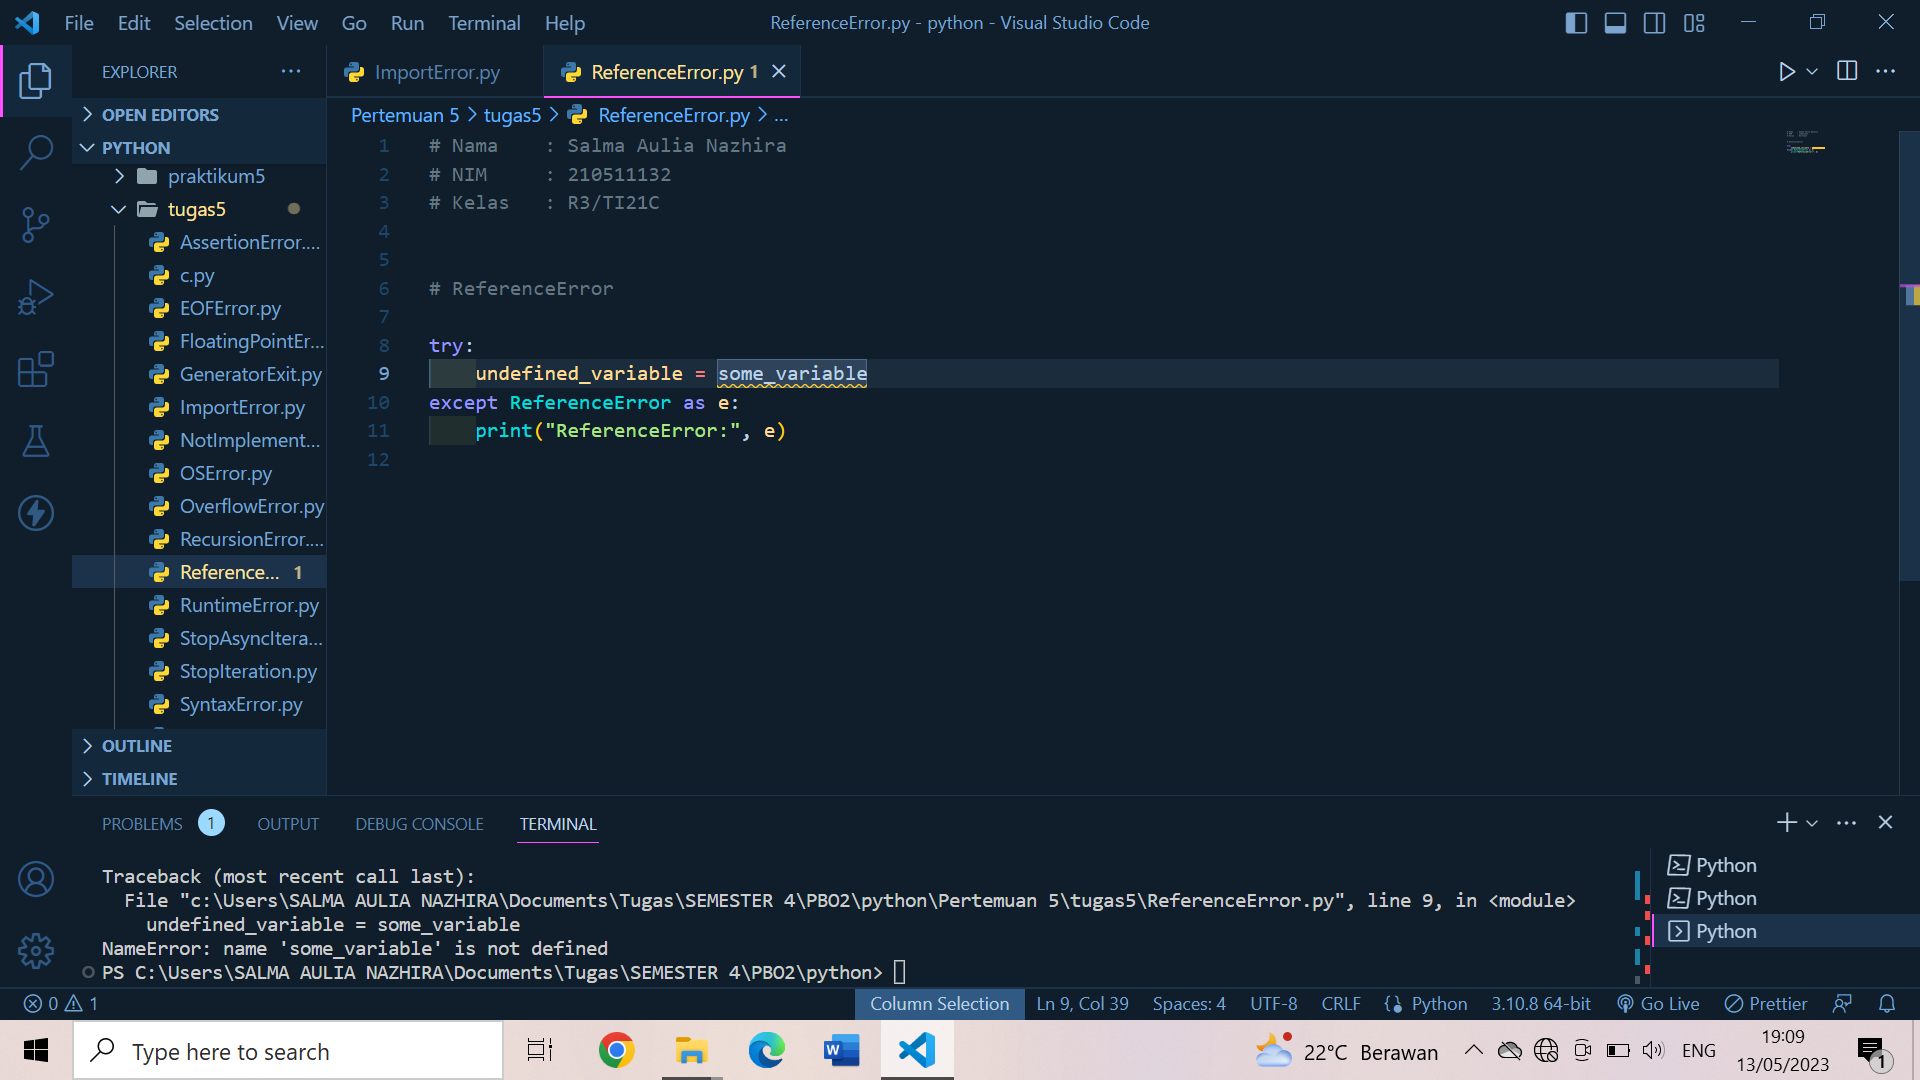 File Edit Selection View Go Run Terminal Help
ReferenceError.py - python - Visual Studio Code
EXPLORER
OPEN EDITORS
PYTHON
praktikum5
tugas5
AssertionError....
c.py
EOFError.py
FloatingPointEr...
GeneratorExit.py
ImportError.py
NotImplement...
OSError.py
OverflowError.py
RecursionError....
Reference... 1
RuntimeError.py
StopAsyncItera...
StopIteration.py
SyntaxError.py
OUTLINE
TIMELINE
ImportError.py
ReferenceError.py 1
Pertemuan 5 > tugas5 > ReferenceError.py > ...
1 # Nama    : Salma Aulia Nazhira
2 # NIM     : 210511132
3 # Kelas   : R3/TI21C
4
5
6 # ReferenceError
7
8 try:
9     undefined_variable = some_variable
10 except ReferenceError as e:
11     print("ReferenceError:", e)
12
PROBLEMS 1 OUTPUT DEBUG CONSOLE TERMINAL
Traceback (most recent call last):
  File "c:\Users\SALMA AULIA NAZHIRA\Documents\Tugas\SEMESTER 4\PBO2\python\Pertemuan 5\tugas5\ReferenceError.py", line 9, in <module>
    undefined_variable = some_variable
NameError: name 'some_variable' is not defined
PS C:\Users\SALMA AULIA NAZHIRA\Documents\Tugas\SEMESTER 4\PBO2\python>
Python
Python
Python
0 1
Column Selection Ln 9, Col 39 Spaces: 4 UTF-8 CRLF Python 3.10.8 64-bit Go Live Prettier
Type here to search
22°C Berawan
ENG
19:09
13/05/2023
1